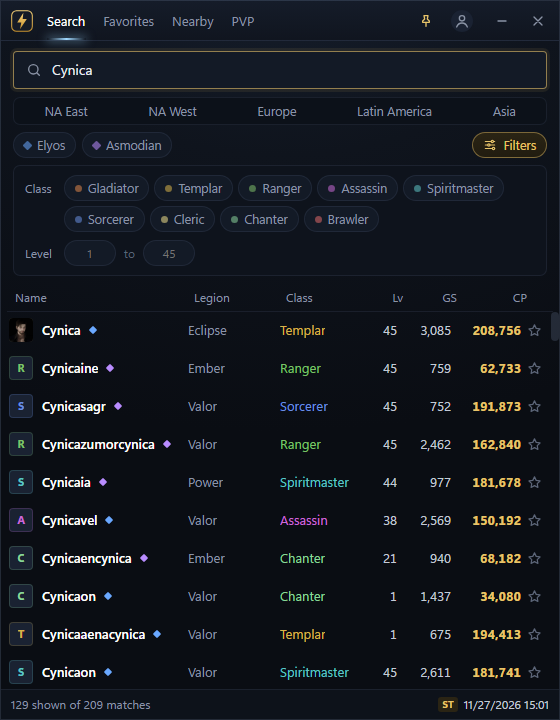 Search Favorites Nearby PVP
Cynica
NA East NA West Europe Latin America Asia
Elyos Asmodian Filters
Class Gladiator Templar Ranger Assassin Spiritmaster
Sorcerer Cleric Chanter Brawler
Level 1 to 45
Name Legion Class Lv GS CP
Cynica Eclipse Templar 45 3,085 208,756
R Cynicaine Ember Ranger 45 759 62,733
S Cynicasagr Valor Sorcerer 45 752 191,873
R Cynicazumorcynica Valor Ranger 45 2,462 162,840
S Cynicaia Power Spiritmaster 44 977 181,678
A Cynicavel Valor Assassin 38 2,569 150,192
C Cynicaencynica Ember Chanter 21 940 68,182
C Cynicaon Valor Chanter 1 1,437 34,080
T Cynicaaenacynica Valor Templar 1 675 194,413
S Cynicaon Valor Spiritmaster 45 2,611 181,741
129 shown of 209 matches ST 11/27/2026 15:01